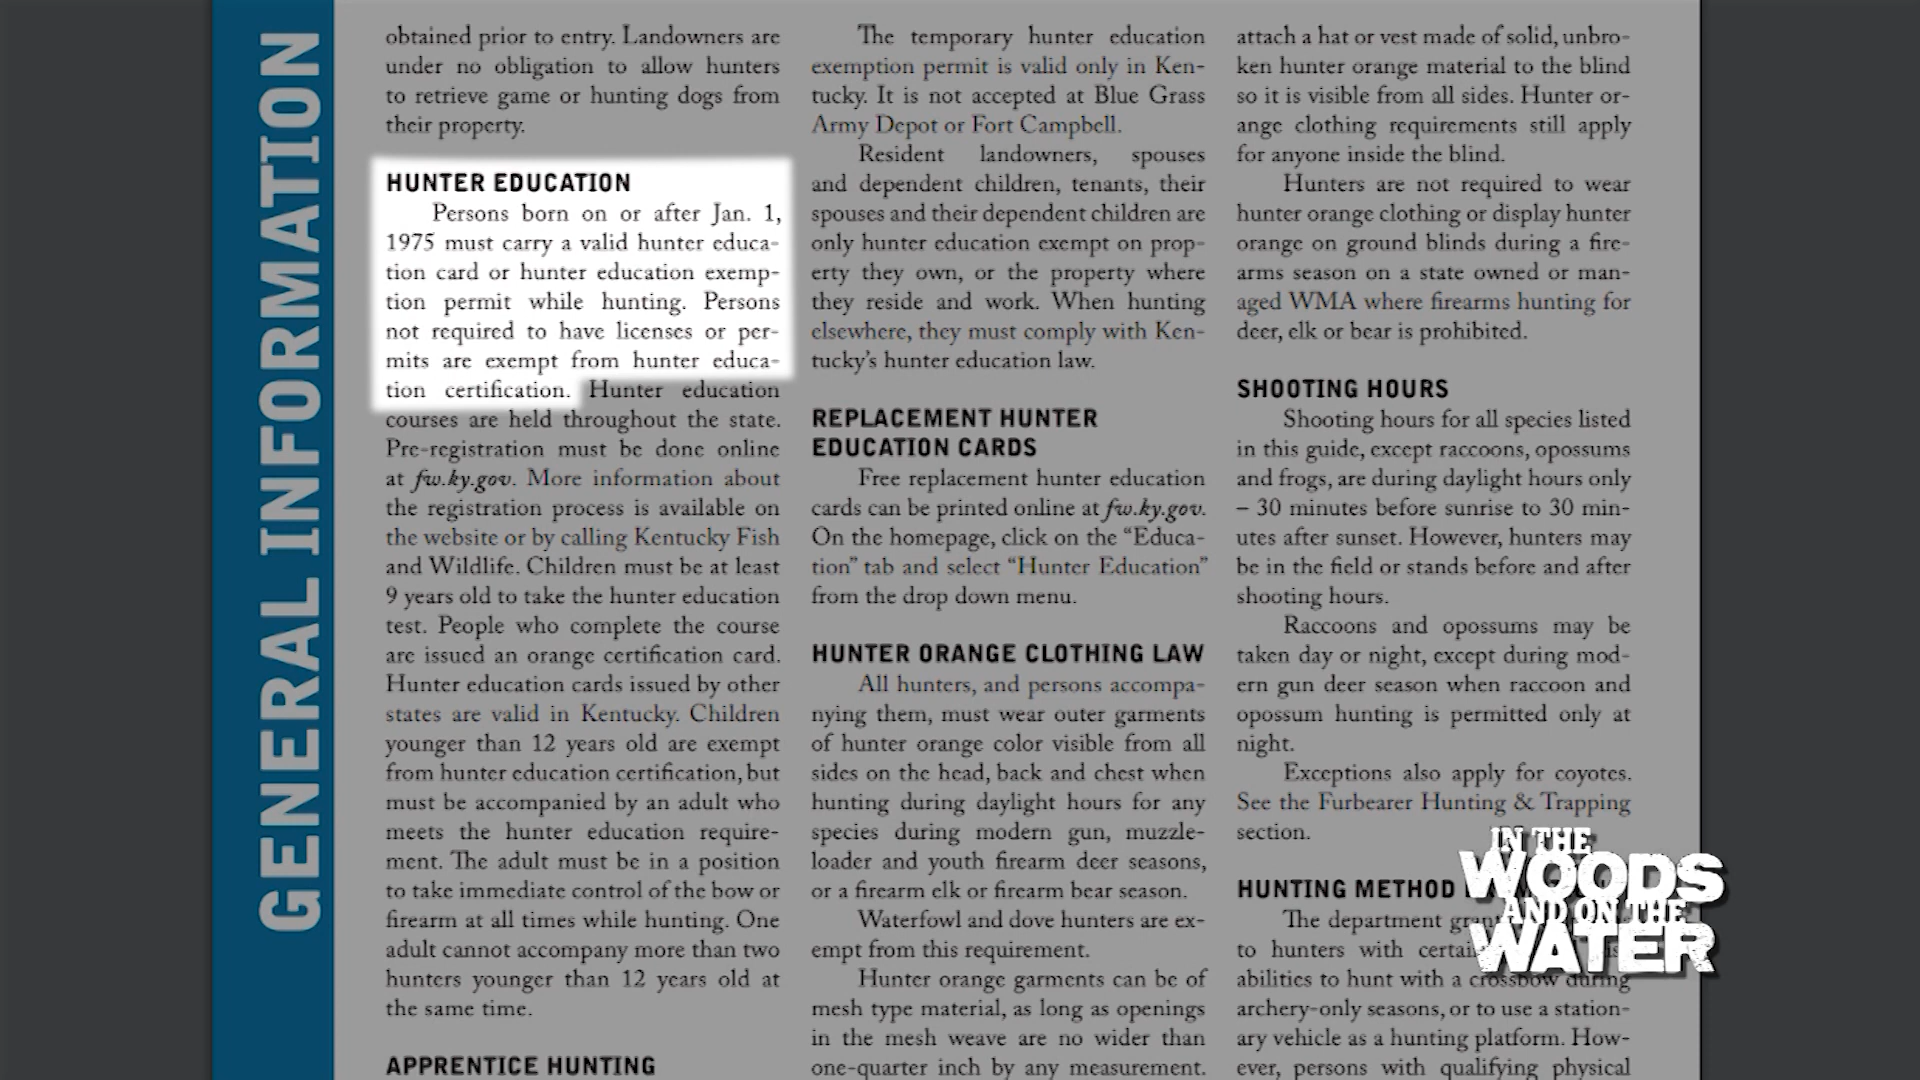 GENERAL INFORMATION
obtained prior to entry. Landowners are
under no obligation to allow hunters
to retrieve game or hunting dogs from
their property.
HUNTER EDUCATION
Persons born on or after Jan. 1,
1975 must carry a valid hunter educa-
tion card or hunter education exemp-
tion permit while hunting. Persons
not required to have licenses or per-
mits are exempt from hunter educa-
tion certification. Hunter education
courses are held throughout the state.
Pre-registration must be done online
at fw.ky.gov. More information about
the registration process is available on
the website or by calling Kentucky Fish
and Wildlife. Children must be at least
9 years old to take the hunter education
test. People who complete the course
are issued an orange certification card.
Hunter education cards issued by other
states are valid in Kentucky. Children
younger than 12 years old are exempt
from hunter education certification, but
must be accompanied by an adult who
meets the hunter education require-
ment. The adult must be in a position
to take immediate control of the bow or
firearm at all times while hunting. One
adult cannot accompany more than two
hunters younger than 12 years old at
the same time.
APPRENTICE HUNTING
The temporary hunter education
exemption permit is valid only in Ken-
tucky. It is not accepted at Blue Grass
Army Depot or Fort Campbell.
Resident landowners, spouses
and dependent children, tenants, their
spouses and their dependent children are
only hunter education exempt on prop-
erty they own, or the property where
they reside and work. When hunting
elsewhere, they must comply with Ken-
tucky's hunter education law.
REPLACEMENT HUNTER
EDUCATION CARDS
Free replacement hunter education
cards can be printed online at fw.ky.gov.
On the homepage, click on the “Educa-
tion” tab and select “Hunter Education”
from the drop down menu.
HUNTER ORANGE CLOTHING LAW
All hunters, and persons accompa-
nying them, must wear outer garments
of hunter orange color visible from all
sides on the head, back and chest when
hunting during daylight hours for any
species during modern gun, muzzle-
loader and youth firearm deer seasons,
or a firearm elk or firearm bear season.
Waterfowl and dove hunters are ex-
empt from this requirement.
Hunter orange garments can be of
mesh type material, as long as openings
in the mesh weave are no wider than
one-quarter inch by any measurement.
attach a hat or vest made of solid, unbro-
ken hunter orange material to the blind
so it is visible from all sides. Hunter or-
ange clothing requirements still apply
for anyone inside the blind.
Hunters are not required to wear
hunter orange clothing or display hunter
orange on ground blinds during a fire-
arms season on a state owned or man-
aged WMA where firearms hunting for
deer, elk or bear is prohibited.
SHOOTING HOURS
Shooting hours for all species listed
in this guide, except raccoons, opossums
and frogs, are during daylight hours only
– 30 minutes before sunrise to 30 min-
utes after sunset. However, hunters may
be in the field or stands before and after
shooting hours.
Raccoons and opossums may be
taken day or night, except during mod-
ern gun deer season when raccoon and
opossum hunting is permitted only at
night.
Exceptions also apply for coyotes.
See the Furbearer Hunting & Trapping
section.
HUNTING METHOD
The department
to hunters with
abilities to hunt with a crossbow during
archery-only seasons, or to use a station-
ary vehicle as a hunting platform. How-
ever, persons with qualifying physical
IN THE
WOODS
AND ON THE
WATER